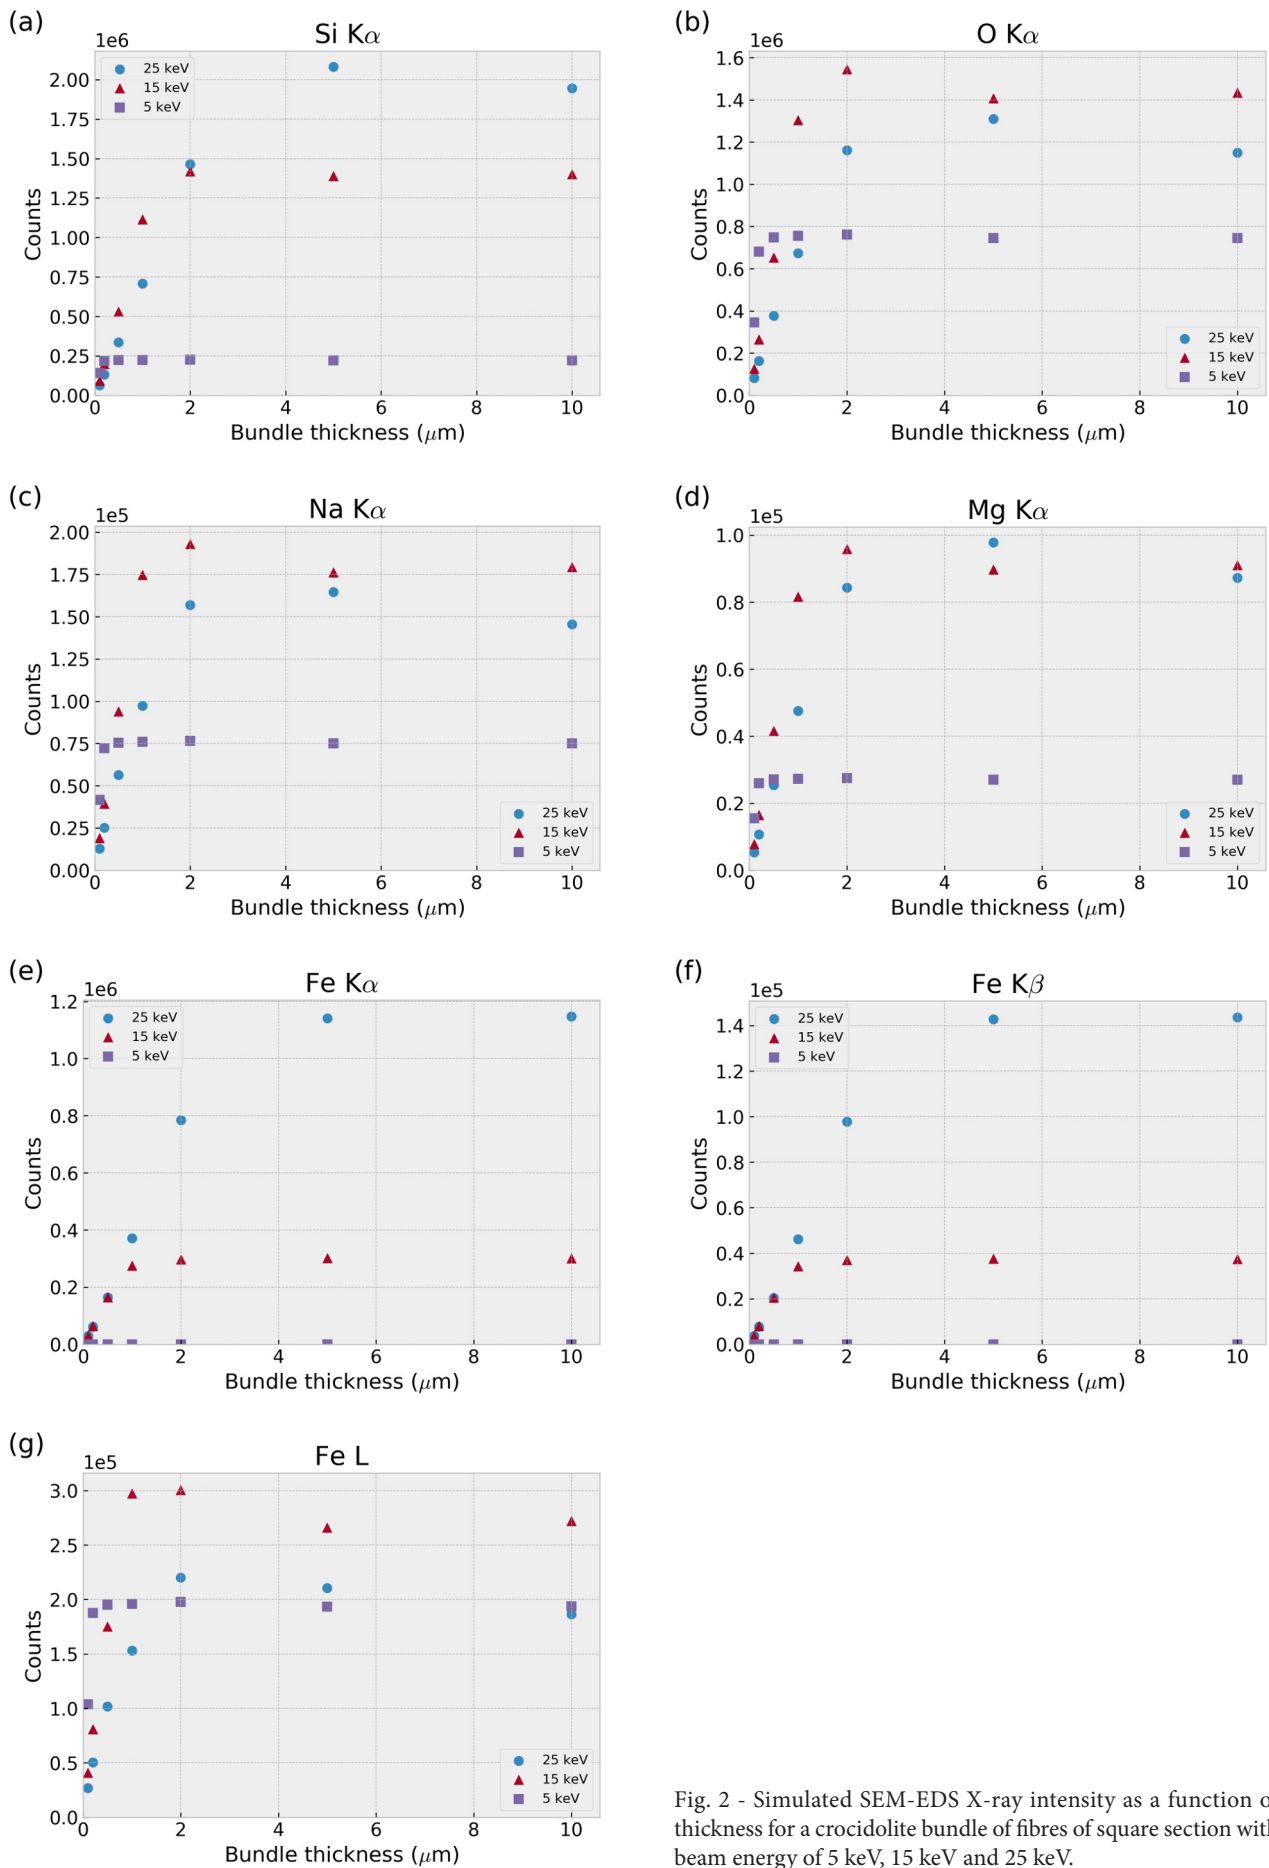 (a)
Si Kα
1e6
25 keV
15 keV
5 keV
2.00
1.75
1.50
1.25
1.00
0.75
0.50
0.25
0.00
Counts
0 2 4 6 8 10
Bundle thickness (μm)
(b)
O Kα
1e6
1.6
1.4
1.2
1.0
0.8
0.6
0.4
0.2
0.0
Counts
25 keV
15 keV
5 keV
0 2 4 6 8 10
Bundle thickness (μm)
(c)
Na Kα
1e5
2.00
1.75
1.50
1.25
1.00
0.75
0.50
0.25
0.00
Counts
25 keV
15 keV
5 keV
0 2 4 6 8 10
Bundle thickness (μm)
(d)
Mg Kα
1e5
1.0
0.8
0.6
0.4
0.2
0.0
Counts
25 keV
15 keV
5 keV
0 2 4 6 8 10
Bundle thickness (μm)
(e)
Fe Kα
1e6
25 keV
15 keV
5 keV
1.2
1.0
0.8
0.6
0.4
0.2
0.0
Counts
0 2 4 6 8 10
Bundle thickness (μm)
(f)
Fe Kβ
1e5
25 keV
15 keV
5 keV
1.4
1.2
1.0
0.8
0.6
0.4
0.2
0.0
Counts
0 2 4 6 8 10
Bundle thickness (μm)
(g)
Fe L
1e5
3.0
2.5
2.0
1.5
1.0
0.5
0.0
Counts
25 keV
15 keV
5 keV
0 2 4 6 8 10
Bundle thickness (μm)
Fig. 2 - Simulated SEM-EDS X-ray intensity as a function o
thickness for a crocidolite bundle of fibres of square section with
beam energy of 5 keV, 15 keV and 25 keV.